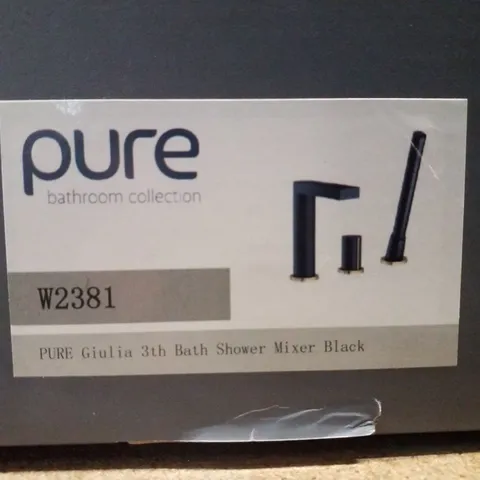 pure
bathroom collection
W2381
PURE Giulia 3th Bath Shower Mixer Black